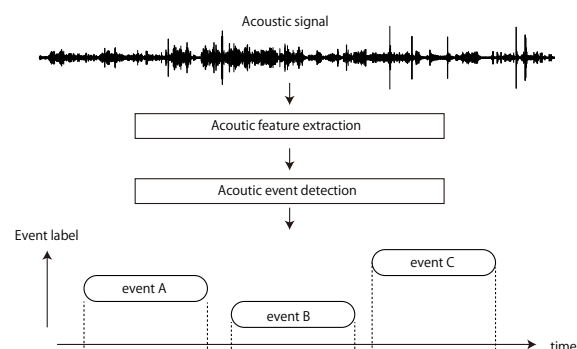 Acoustic signal
Acoutic feature extraction
Acoutic event detection
Event label
event C
event A
event B
time